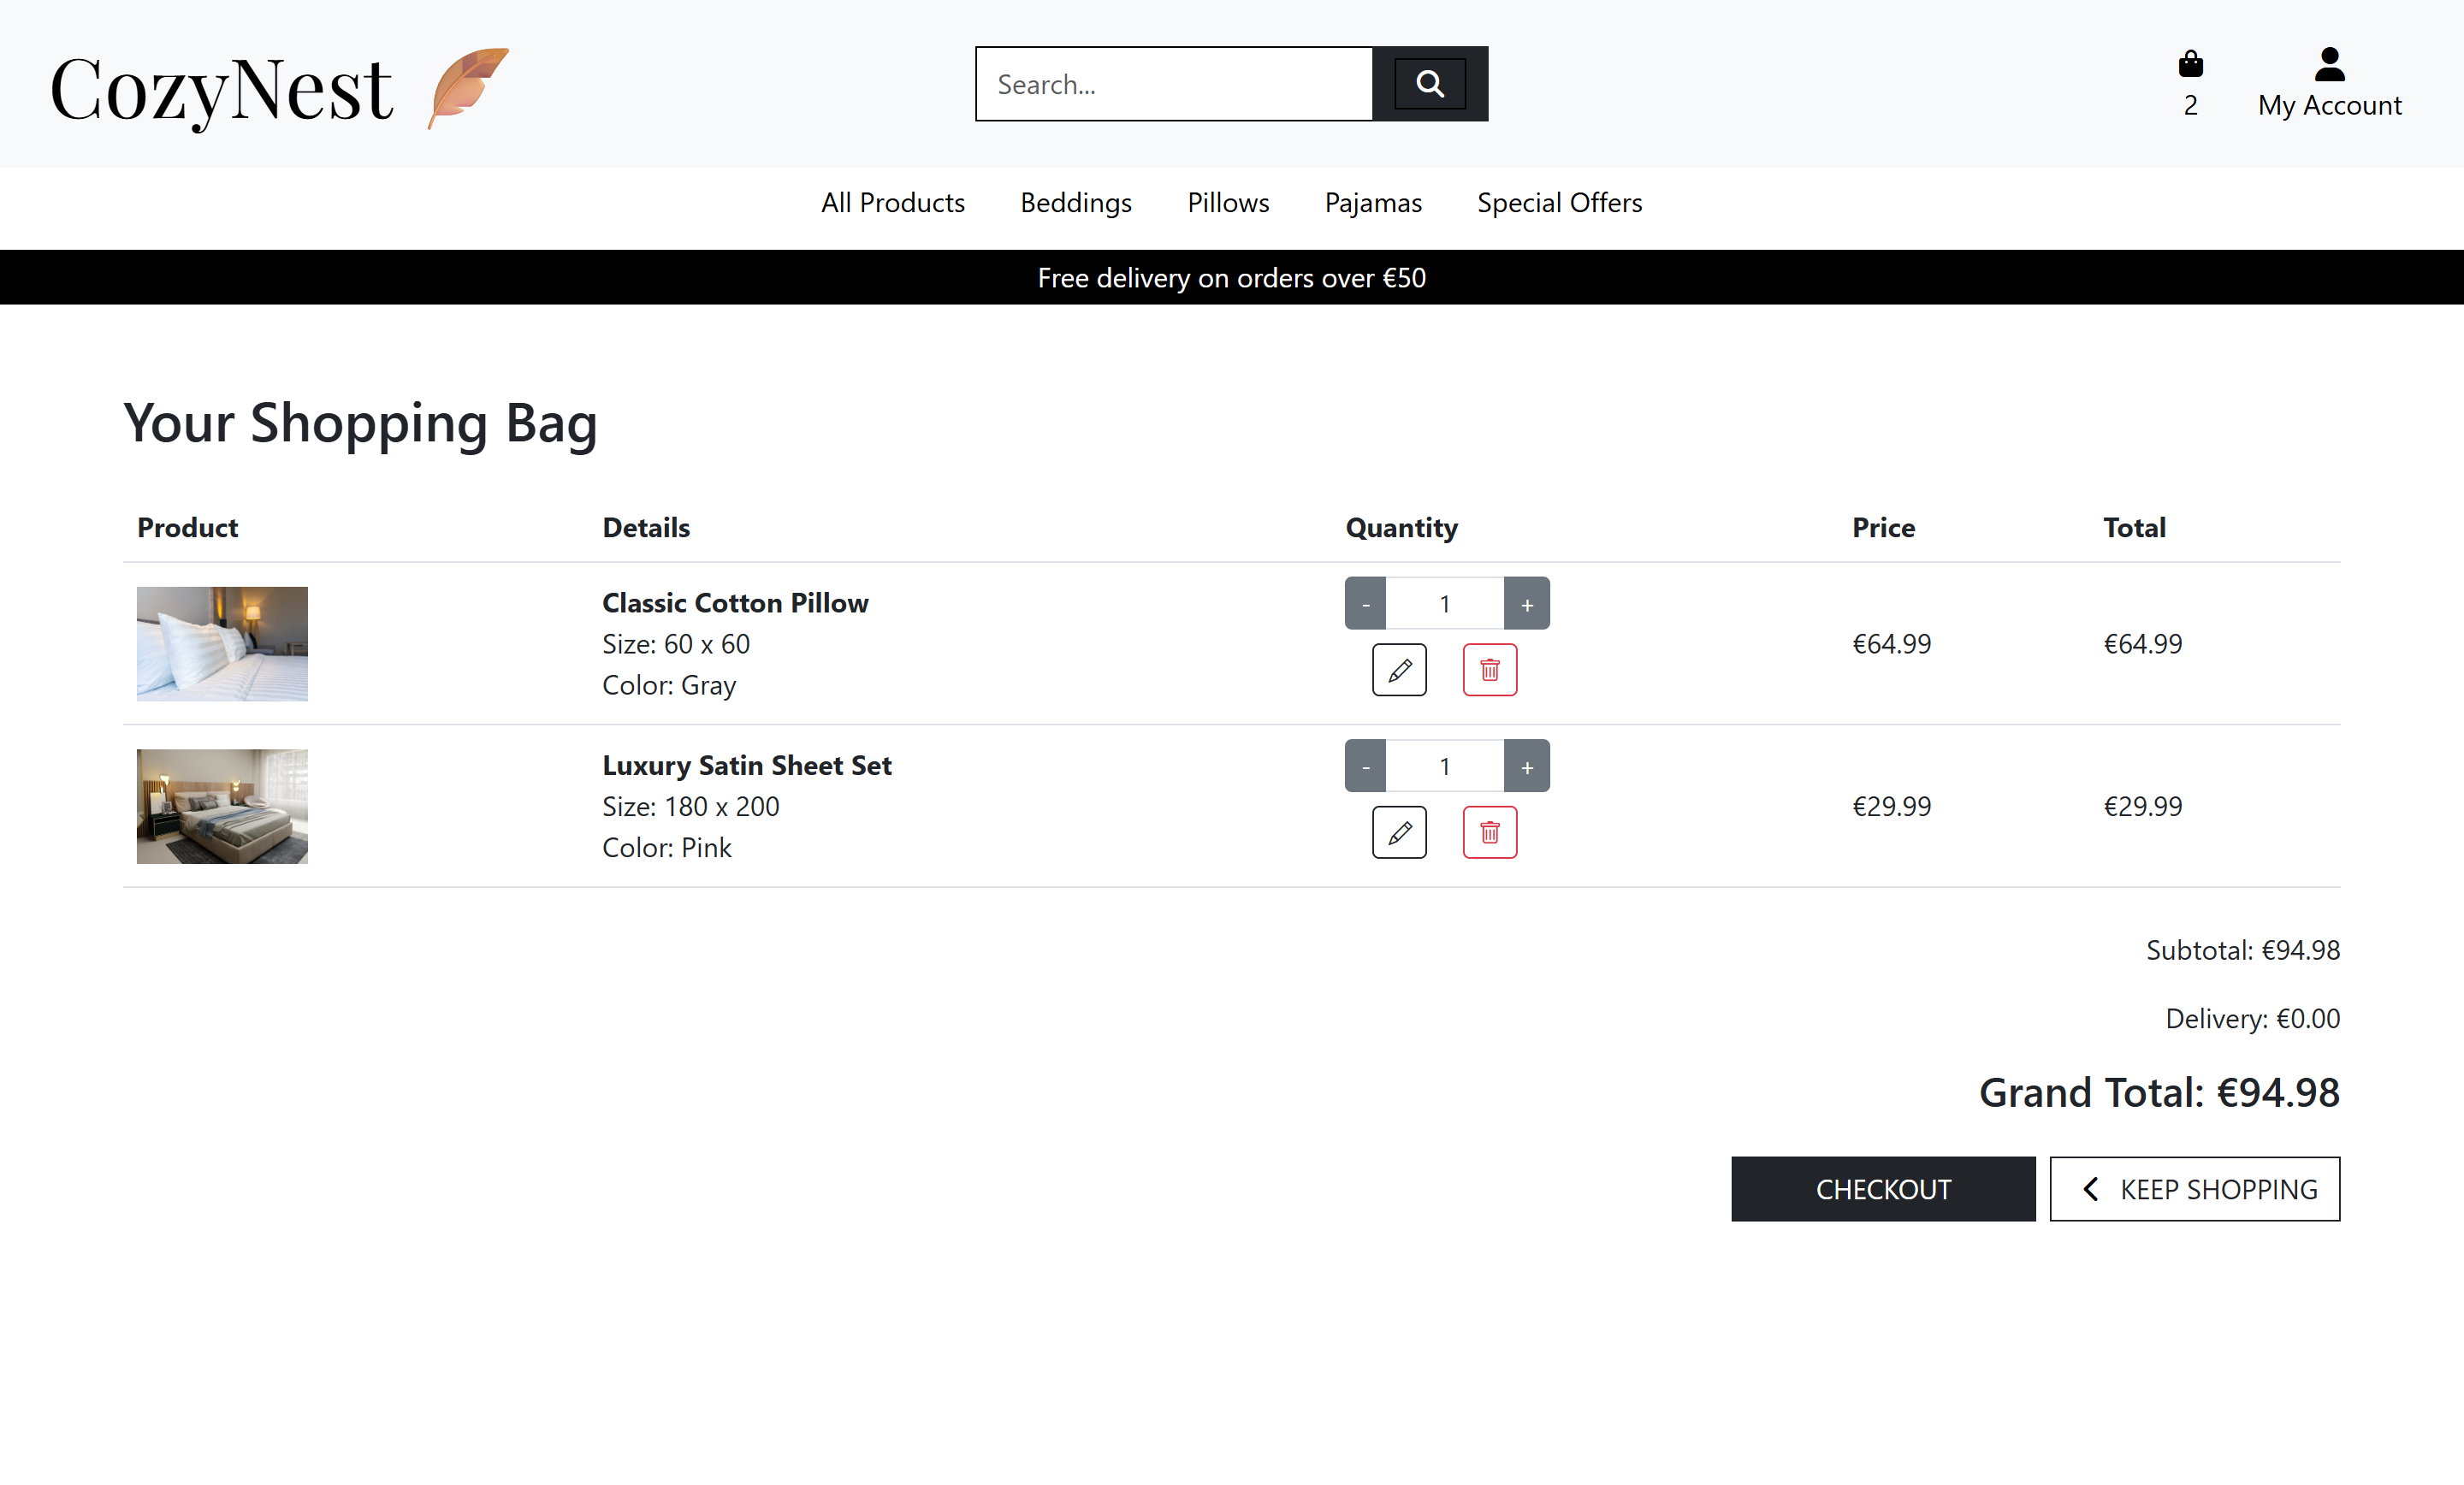 CozyNest
Search...
2
My Account
All Products Beddings Pillows Pajamas Special Offers
Free delivery on orders over €50
Your Shopping Bag
Product Details Quantity Price Total
Classic Cotton Pillow
Size: 60 x 60
Color: Gray
- 1 +
€64.99 €64.99
Luxury Satin Sheet Set
Size: 180 x 200
Color: Pink
- 1 +
€29.99 €29.99
Subtotal: €94.98
Delivery: €0.00
Grand Total: €94.98
CHECKOUT KEEP SHOPPING